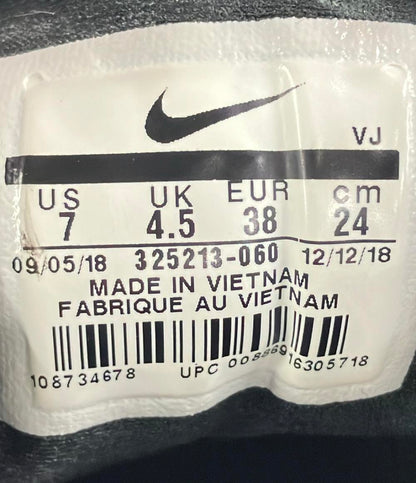 VJ
US UK EUR cm
7 4.5 38 24
09/05/18 325213-060 12/12/18
MADE IN VIETNAM
FABRIQUE AU VIETNAM
108734678 UPC 00886916305718